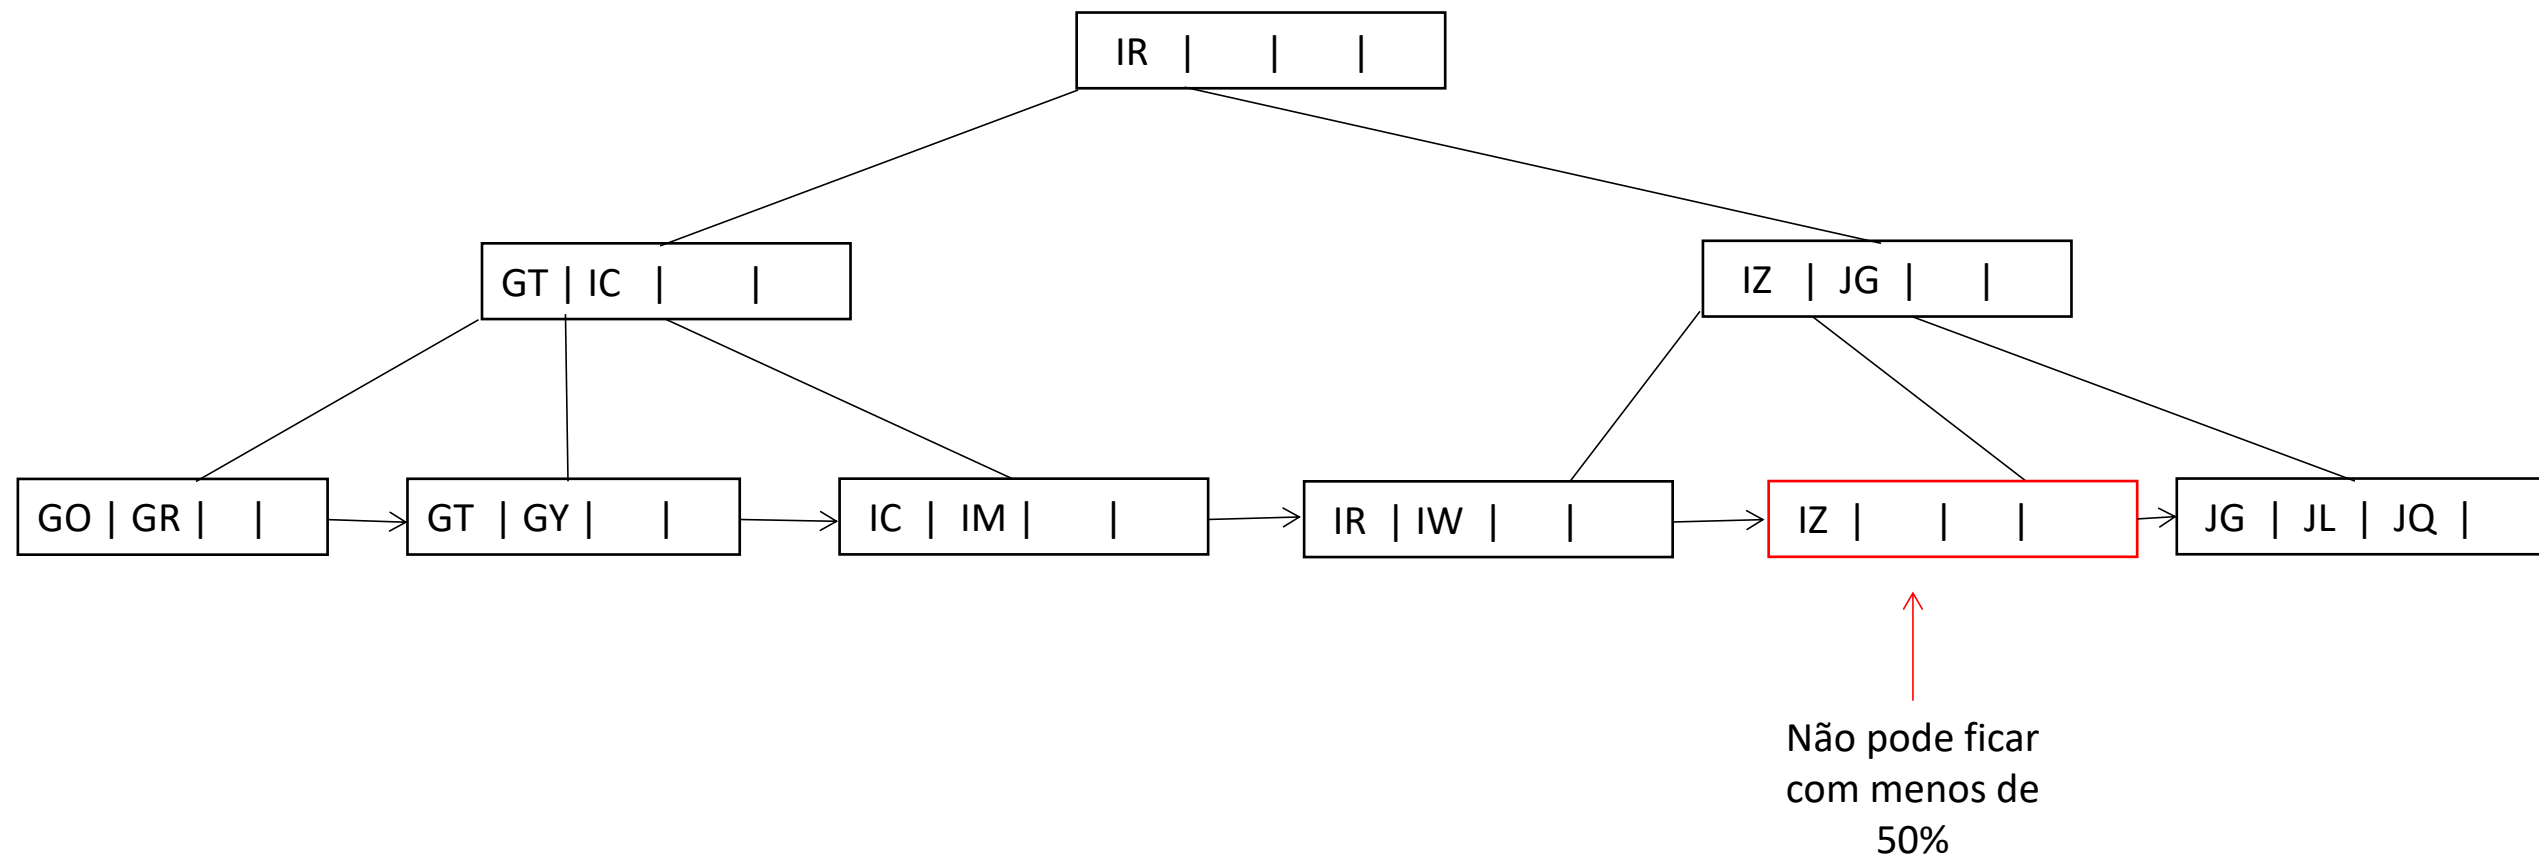 IR | | |
GT | IC | |
IZ | JG | |
GO | GR | |
GT | GY | |
IC | IM | |
IR | IW | |
IZ | | |
JG | JL | JQ |
Não pode ficar
com menos de
50%